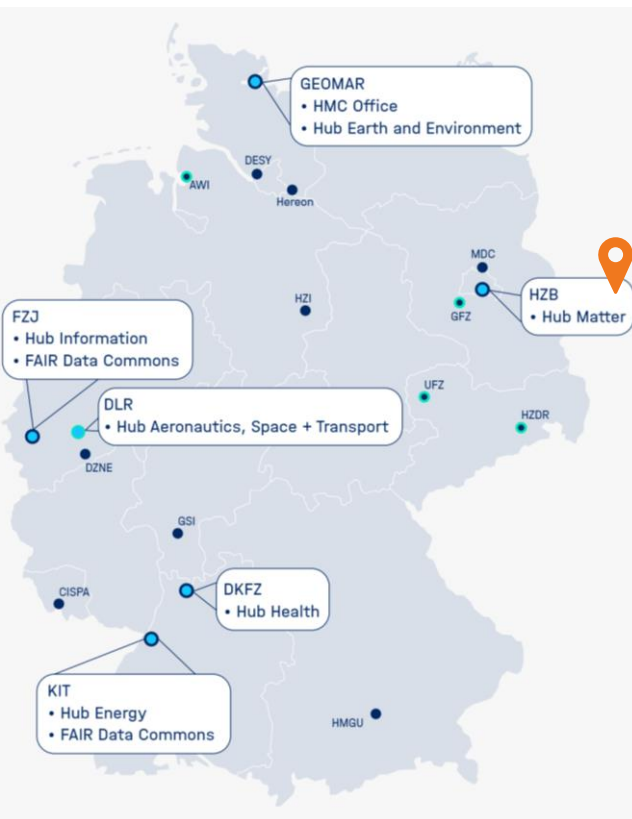 GEOMAR
• HMC Office
• Hub Earth and Environment
DESY
AWI
Hereon
MDC
HZB
• Hub Matter
GFZ
HZI
FZJ
• Hub Information
• FAIR Data Commons
UFZ
DLR
• Hub Aeronautics, Space + Transport
HZDR
DZNE
GSI
CISPA
DKFZ
• Hub Health
KIT
• Hub Energy
• FAIR Data Commons
HMGU